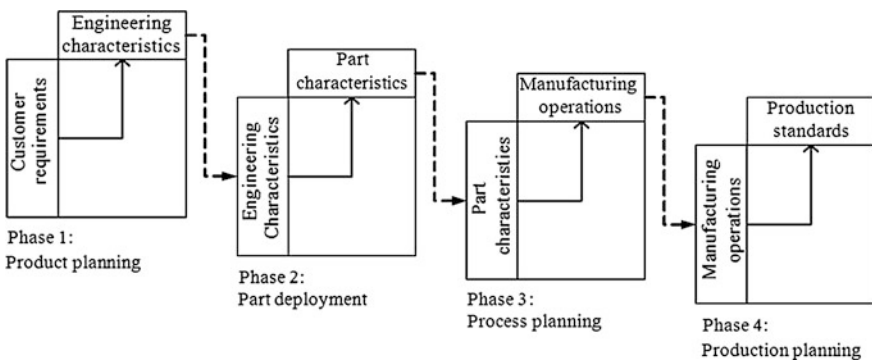 Engineering
characteristics
Customer
requirements
Phase 1:
Product planning
Part
characteristics
Engineering
Characteristics
Phase 2:
Part deployment
Manufacturing
operations
Part
characteristics
Phase 3:
Process planning
Production
standards
Manufacturing
operations
Phase 4:
Production planning